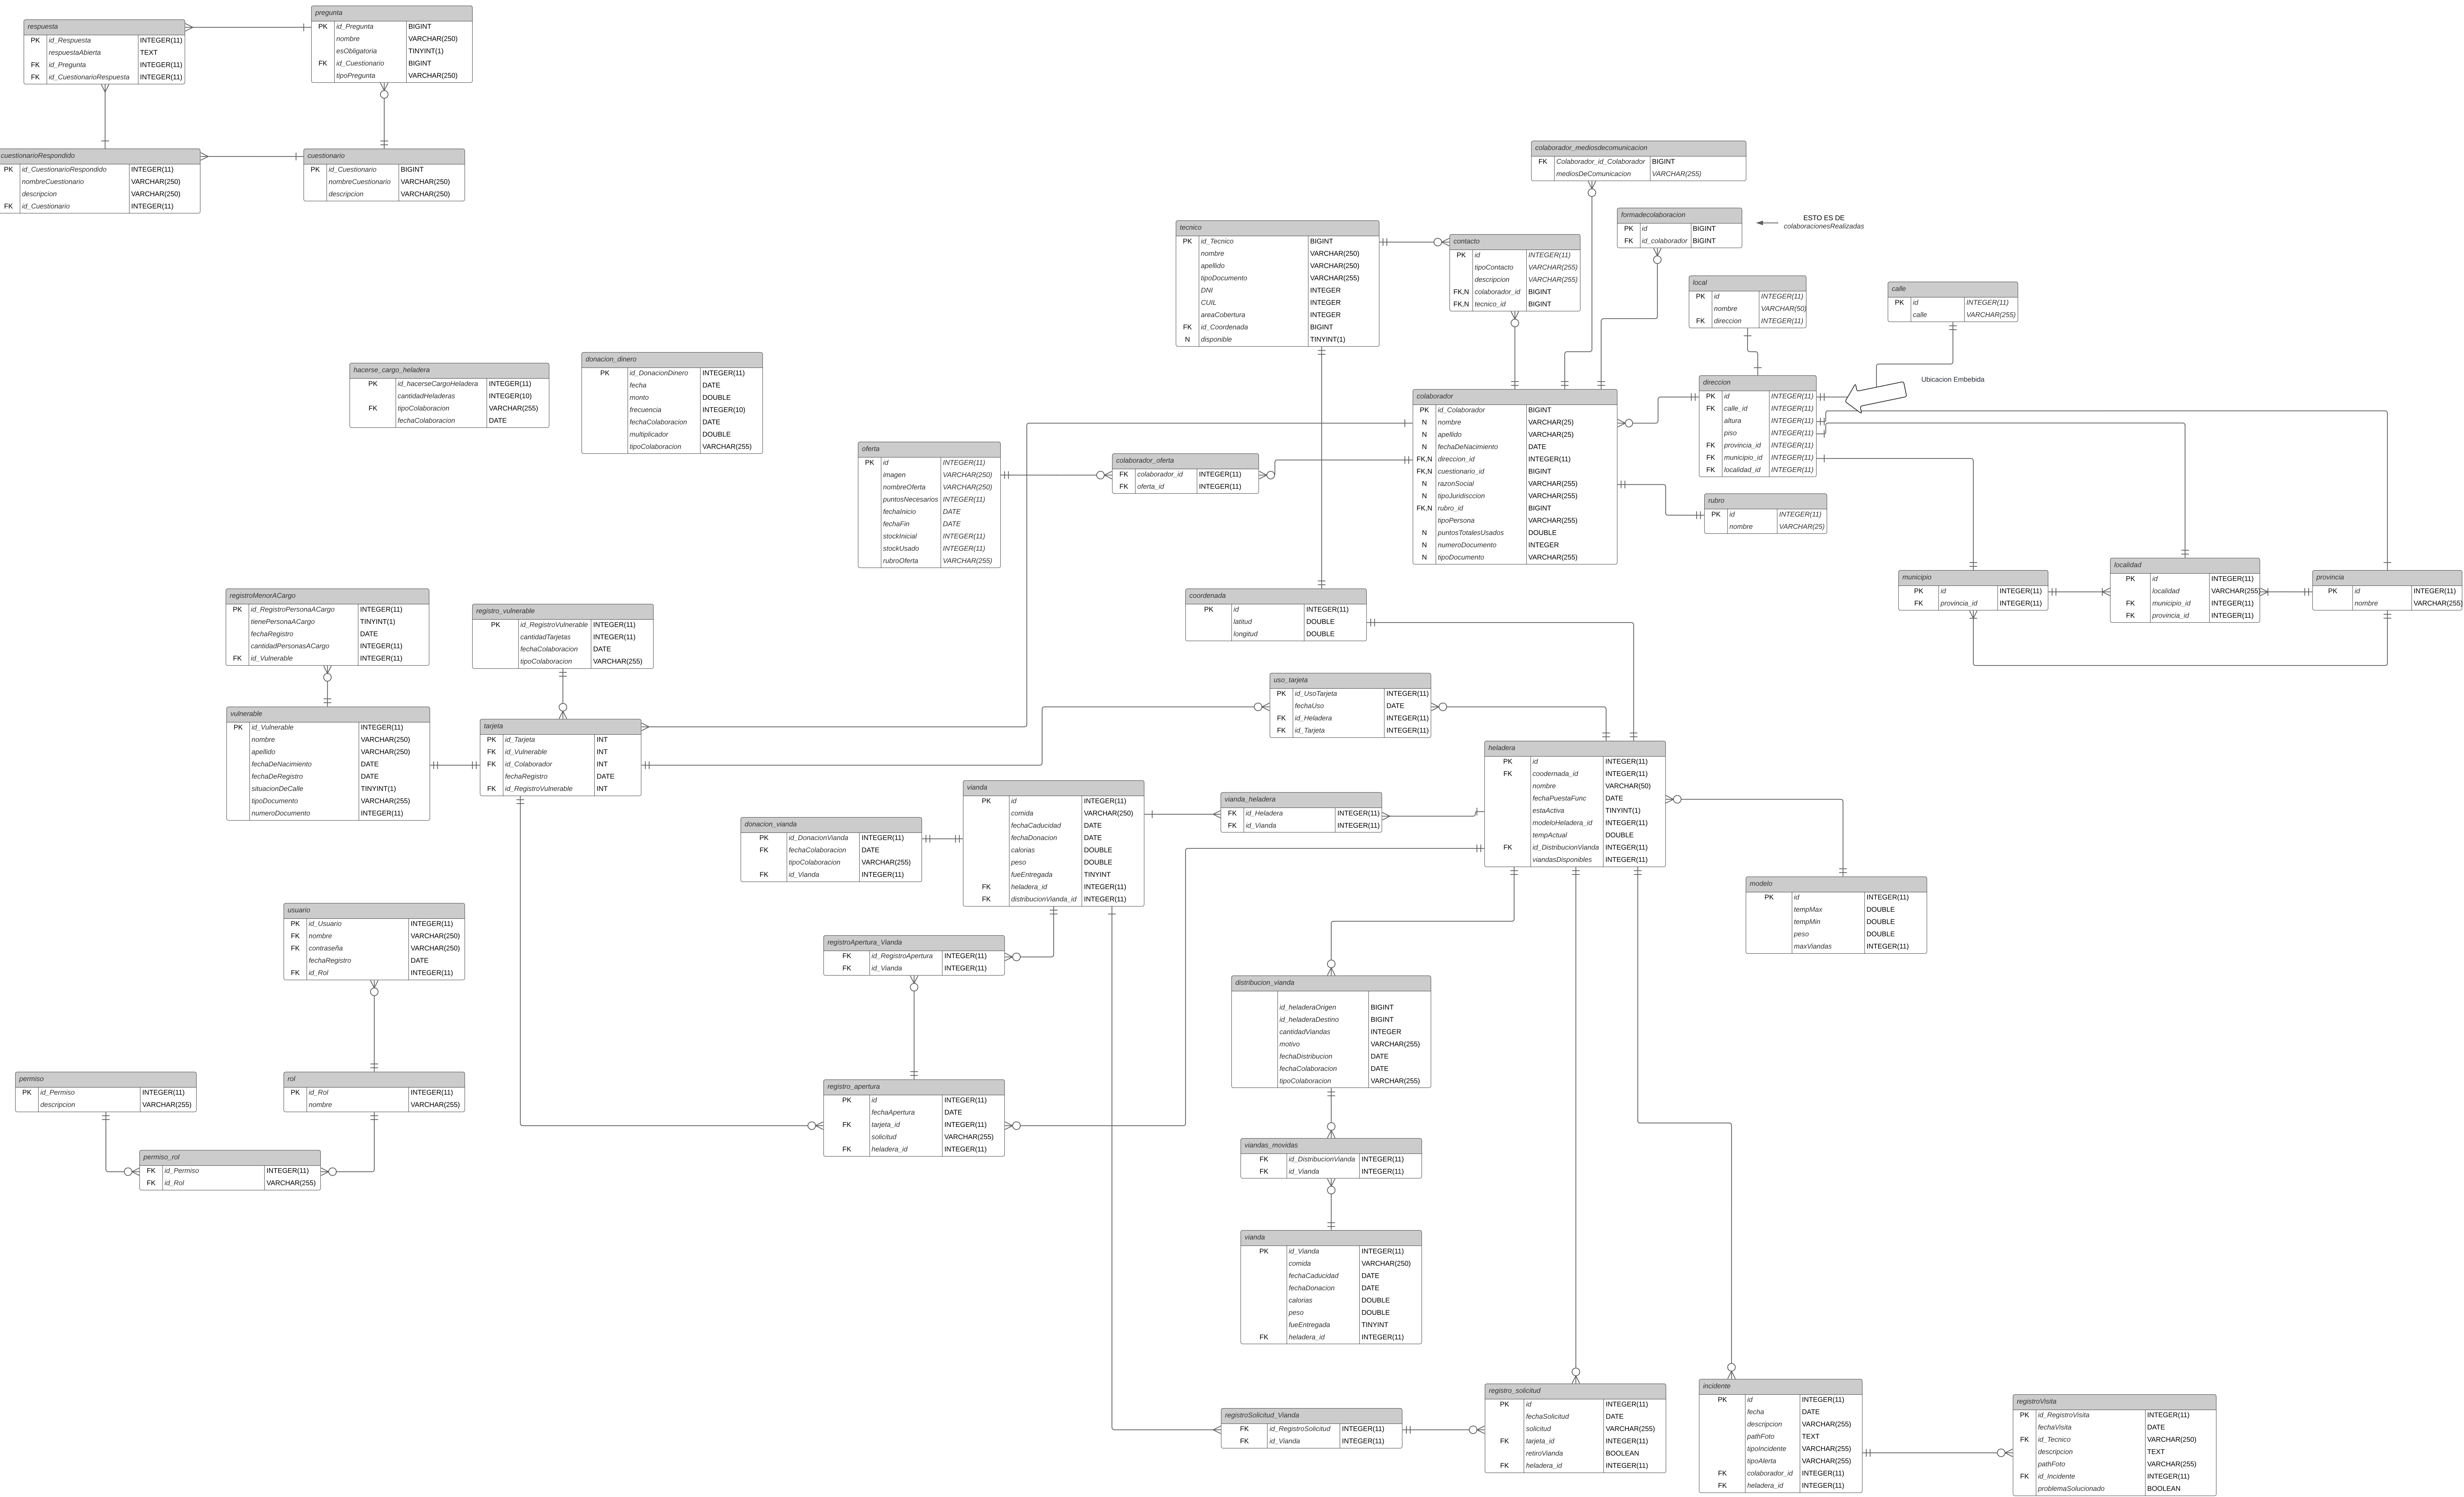 respuesta
PK id_Respuesta INTEGER(11)
respuestaAbierta TEXT
FK id_Pregunta INTEGER(11)
FK id_CuestionarioRespuesta INTEGER(11)
pregunta
PK id_Pregunta BIGINT
nombre VARCHAR(250)
esObligatoria TINYINT(1)
FK id_Cuestionario BIGINT
tipoPregunta VARCHAR(250)
cuestionarioRespondido
PK id_CuestionarioRespondido INTEGER(11)
nombreCuestionario VARCHAR(250)
descripcion VARCHAR(250)
FK id_Cuestionario INTEGER(11)
cuestionario
PK id_Cuestionario BIGINT
nombreCuestionario VARCHAR(250)
descripcion VARCHAR(250)
colaborador_mediosdecomunicacion
FK Colaborador_id_Colaborador BIGINT
mediosDeComunicacion VARCHAR(255)
formadecolaboracion
PK id BIGINT
FK id_colaborador BIGINT
ESTO ES DE
colaboracionesRealizadas
tecnico
PK id_Tecnico BIGINT
nombre VARCHAR(250)
apellido VARCHAR(250)
tipoDocumento VARCHAR(255)
DNI INTEGER
CUIL INTEGER
areaCobertura INTEGER
FK id_Coordenada BIGINT
N disponible TINYINT(1)
contacto
PK id INTEGER(11)
tipoContacto VARCHAR(255)
descripcion VARCHAR(255)
FK,N colaborador_id BIGINT
FK,N tecnico_id BIGINT
local
PK id INTEGER(11)
nombre VARCHAR(50)
FK direccion INTEGER(11)
calle
PK id INTEGER(11)
calle VARCHAR(255)
hacerse_cargo_heladera
PK id_hacerseCargoHeladera INTEGER(11)
cantidadHeladeras INTEGER(10)
FK tipoColaboracion VARCHAR(255)
fechaColaboracion DATE
donacion_dinero
PK id_DonacionDinero INTEGER(11)
fecha DATE
monto DOUBLE
frecuencia INTEGER(10)
fechaColaboracion DATE
multiplicador DOUBLE
tipoColaboracion VARCHAR(255)
oferta
PK id INTEGER(11)
imagen VARCHAR(250)
nombreOferta VARCHAR(250)
puntosNecesarios INTEGER(11)
fechaInicio DATE
fechaFin DATE
stockInicial INTEGER(11)
stockUsado INTEGER(11)
rubroOferta VARCHAR(255)
colaborador_oferta
FK colaborador_id INTEGER(11)
FK oferta_id INTEGER(11)
colaborador
PK id_Colaborador BIGINT
N nombre VARCHAR(25)
N apellido VARCHAR(25)
N fechaDeNacimiento DATE
FK,N direccion_id INTEGER(11)
FK,N cuestionario_id BIGINT
N razonSocial VARCHAR(255)
N tipoJuridisccion VARCHAR(255)
FK,N rubro_id BIGINT
tipoPersona VARCHAR(255)
N puntosTotalesUsados DOUBLE
N numeroDocumento INTEGER
N tipoDocumento VARCHAR(255)
direccion
PK id INTEGER(11)
FK calle_id INTEGER(11)
altura INTEGER(11)
piso INTEGER(11)
FK provincia_id INTEGER(11)
FK municipio_id INTEGER(11)
FK localidad_id INTEGER(11)
Ubicacion Embebida
rubro
PK id INTEGER(11)
nombre VARCHAR(25)
municipio
PK id INTEGER(11)
FK provincia_id INTEGER(11)
localidad
PK id INTEGER(11)
localidad VARCHAR(255)
FK municipio_id INTEGER(11)
FK provincia_id INTEGER(11)
provincia
PK id INTEGER(11)
nombre VARCHAR(255)
registroMenorACargo
PK id_RegistroPersonaACargo INTEGER(11)
tienePersonaACargo TINYINT(1)
fechaRegistro DATE
cantidadPersonasACargo INTEGER(11)
FK id_Vulnerable INTEGER(11)
registro_vulnerable
PK id_RegistroVulnerable INTEGER(11)
cantidadTarjetas INTEGER(11)
fechaColaboracion DATE
tipoColaboracion VARCHAR(255)
coordenada
PK id INTEGER(11)
latitud DOUBLE
longitud DOUBLE
uso_tarjeta
PK id_UsoTarjeta INTEGER(11)
fechaUso DATE
FK id_Heladera INTEGER(11)
FK id_Tarjeta INTEGER(11)
vulnerable
PK id_Vulnerable INTEGER(11)
nombre VARCHAR(250)
apellido VARCHAR(250)
fechaDeNacimiento DATE
fechaDeRegistro DATE
situacionDeCalle TINYINT(1)
tipoDocumento VARCHAR(255)
numeroDocumento INTEGER(11)
tarjeta
PK id_Tarjeta INT
FK id_Vulnerable INT
FK id_Colaborador INT
fechaRegistro DATE
FK id_RegistroVulnerable INT
heladera
PK id INTEGER(11)
FK coodernada_id INTEGER(11)
nombre VARCHAR(50)
fechaPuestaFunc DATE
estaActiva TINYINT(1)
modeloHeladera_id INTEGER(11)
tempActual DOUBLE
FK id_DistribucionVianda INTEGER(11)
viandasDisponibles INTEGER(11)
vianda
PK id INTEGER(11)
comida VARCHAR(250)
fechaCaducidad DATE
fechaDonacion DATE
calorias DOUBLE
peso DOUBLE
fueEntregada TINYINT
FK heladera_id INTEGER(11)
FK distribucionVianda_id INTEGER(11)
vianda_heladera
FK id_Heladera INTEGER(11)
FK id_Vianda INTEGER(11)
donacion_vianda
PK id_DonacionVianda INTEGER(11)
FK fechaColaboracion DATE
tipoColaboracion VARCHAR(255)
FK id_Vianda INTEGER(11)
modelo
PK id INTEGER(11)
tempMax DOUBLE
tempMin DOUBLE
peso DOUBLE
maxViandas INTEGER(11)
usuario
PK id_Usuario INTEGER(11)
FK nombre VARCHAR(250)
FK contraseña VARCHAR(250)
fechaRegistro DATE
FK id_Rol INTEGER(11)
registroApertura_Vianda
FK id_RegistroApertura INTEGER(11)
FK id_Vianda INTEGER(11)
distribucion_vianda
id_heladeraOrigen BIGINT
id_heladeraDestino BIGINT
cantidadViandas INTEGER
motivo VARCHAR(255)
fechaDistribucion DATE
fechaColaboracion DATE
tipoColaboracion VARCHAR(255)
permiso
PK id_Permiso INTEGER(11)
descripcion VARCHAR(255)
rol
PK id_Rol INTEGER(11)
nombre VARCHAR(255)
registro_apertura
PK id INTEGER(11)
fechaApertura DATE
FK tarjeta_id INTEGER(11)
solicitud VARCHAR(255)
FK heladera_id INTEGER(11)
permiso_rol
FK id_Permiso INTEGER(11)
FK id_Rol VARCHAR(255)
viandas_movidas
FK id_DistribucionVianda INTEGER(11)
FK id_Vianda INTEGER(11)
vianda
PK id_Vianda INTEGER(11)
comida VARCHAR(250)
fechaCaducidad DATE
fechaDonacion DATE
calorias DOUBLE
peso DOUBLE
fueEntregada TINYINT
FK heladera_id INTEGER(11)
registroSolicitud_Vianda
FK id_RegistroSolicitud INTEGER(11)
FK id_Vianda INTEGER(11)
registro_solicitud
PK id INTEGER(11)
fechaSolicitud DATE
solicitud VARCHAR(255)
FK tarjeta_id INTEGER(11)
retiroVianda BOOLEAN
FK heladera_id INTEGER(11)
incidente
PK id INTEGER(11)
fecha DATE
descripcion VARCHAR(255)
pathFoto TEXT
tipoIncidente VARCHAR(255)
tipoAlerta VARCHAR(255)
FK colaborador_id INTEGER(11)
FK heladera_id INTEGER(11)
registroVisita
PK id_RegistroVisita INTEGER(11)
fechaVisita DATE
FK id_Tecnico VARCHAR(250)
descripcion TEXT
pathFoto VARCHAR(255)
FK id_Incidente INTEGER(11)
problemaSolucionado BOOLEAN